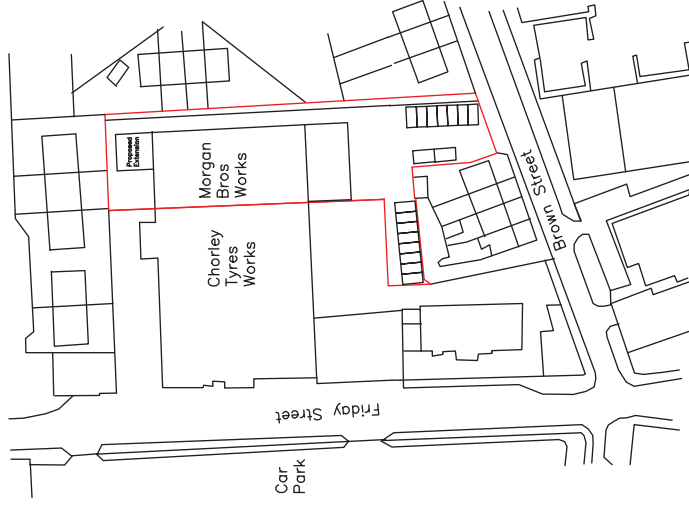 Proposed
Extension
Morgan
Bros
Works
Chorley
Tyres
Works
Brown Street
Friday Street
Car
Park